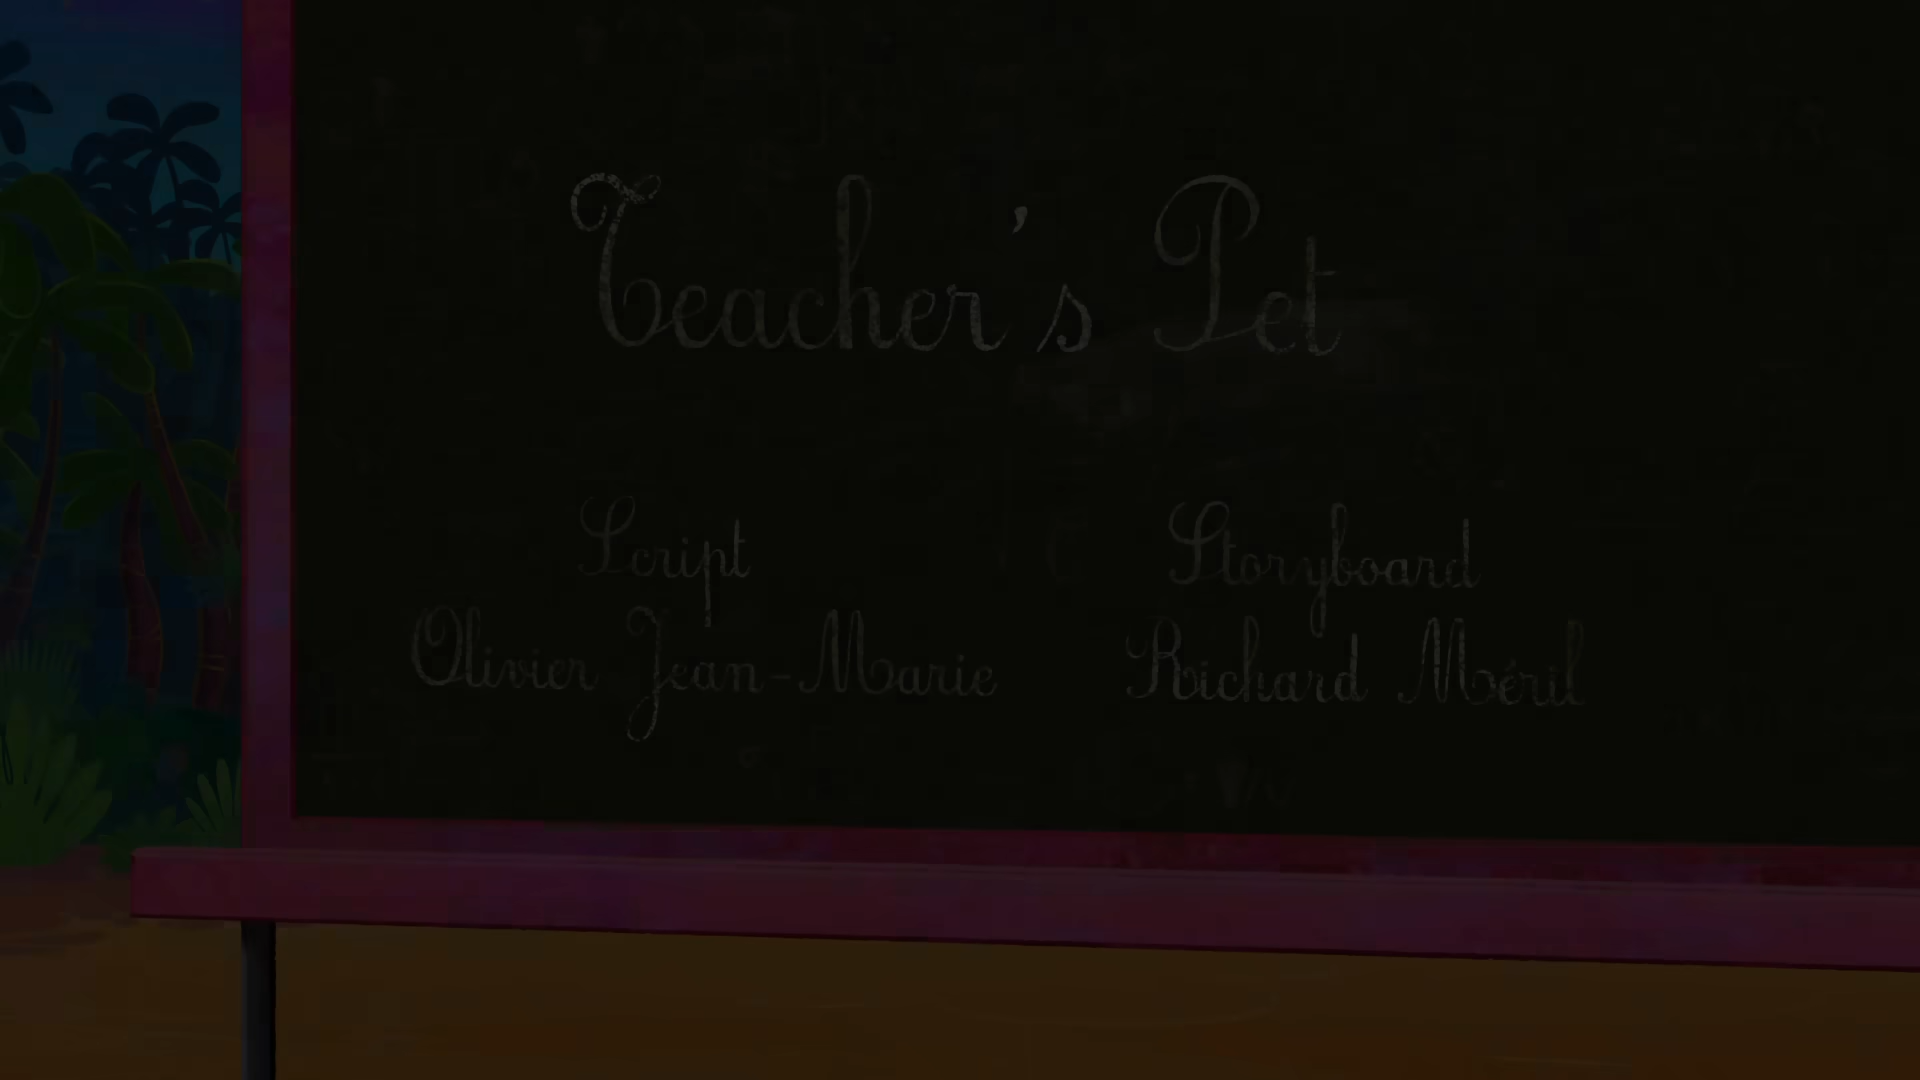 Teacher's Pet
Script
Olivier Jean-Marie
Storyboard
Richard Méril